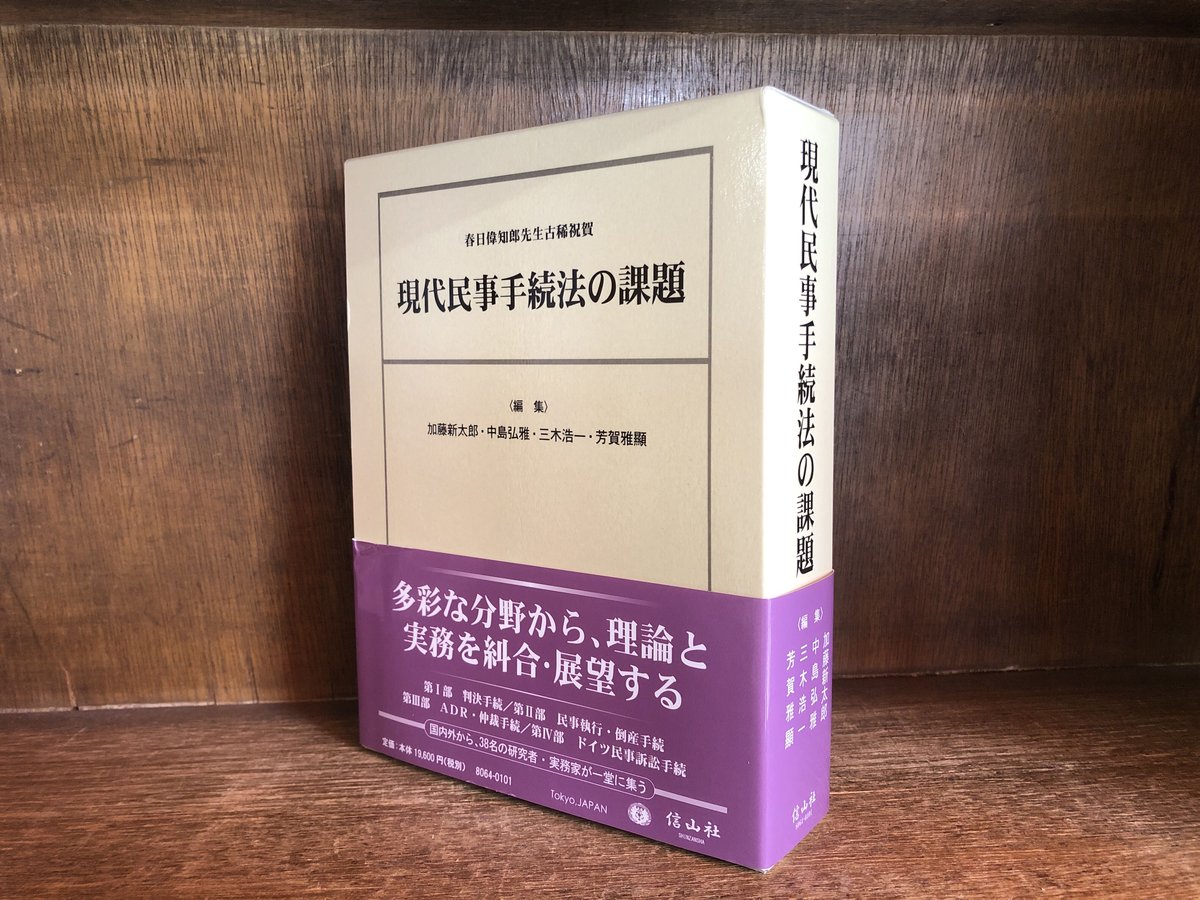 春日偉知郎先生古稀祝賀
現代民事手続法の課題
〈編　集〉
加藤新太郎・中島弘雅・三木浩一・芳賀雅顯
多彩な分野から、理論と
実務を糾合・展望する
第Ⅰ部　判決手続／第Ⅱ部　民事執行・倒産手続
第Ⅲ部　ADR・仲裁手続／第Ⅳ部　ドイツ民事訴訟手続
国内外から、38名の研究者・実務家が一堂に集う
定価：本体 19,600円（税別）　8064-0101
Tokyo, JAPAN
信山社
SHINZANSHA
現代民事手続法の課題
〈編　集〉
加藤新太郎
中島弘雅
三木浩一
芳賀雅顯
信山社